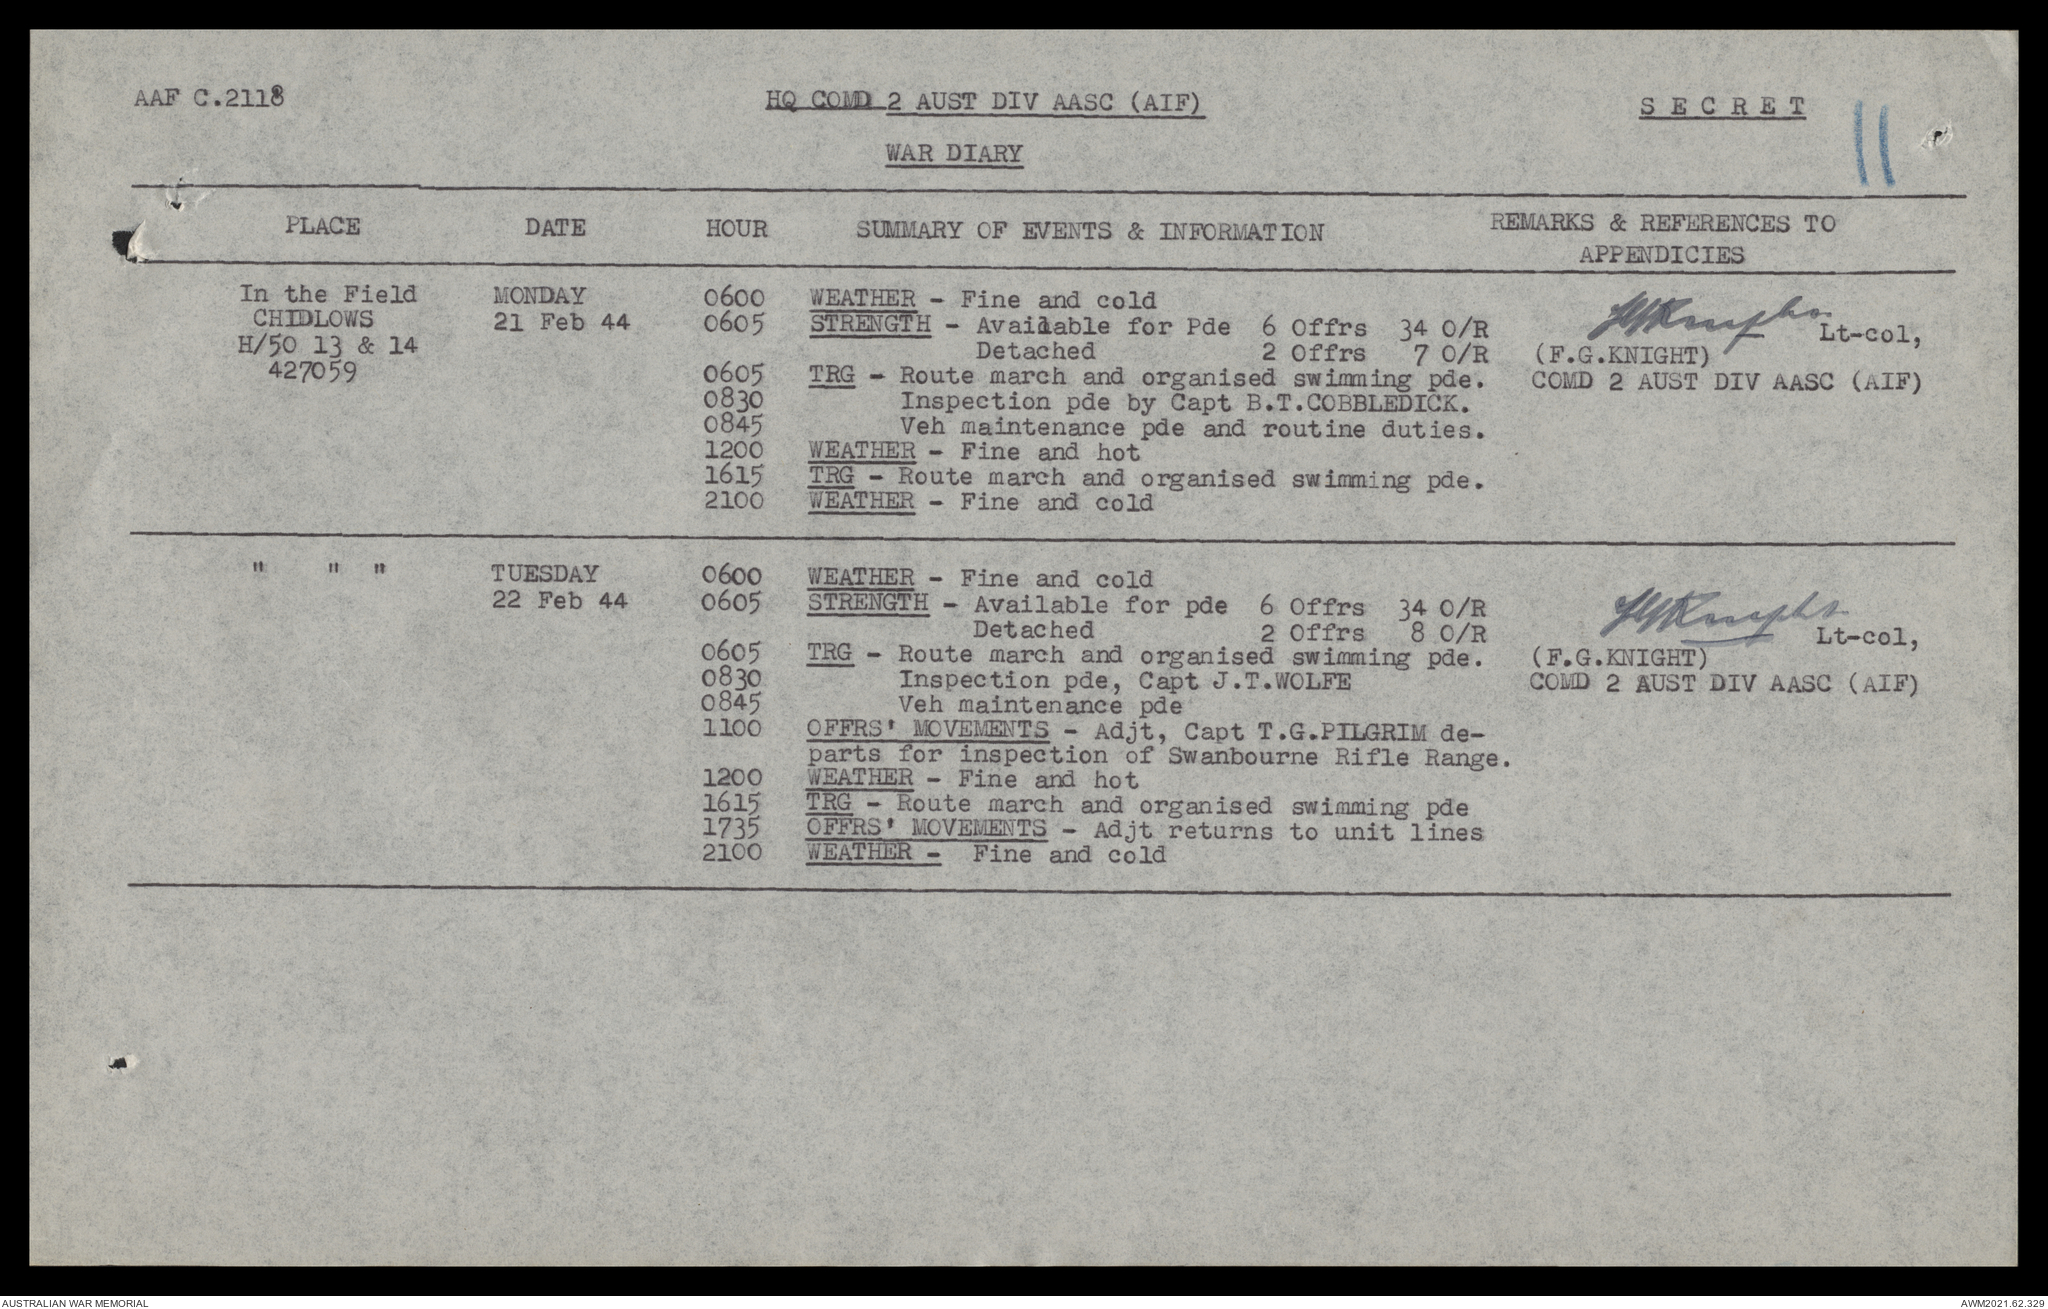 AAF C.2118
HQ COMD 2 AUST DIV AASC (AIF)
S E C R E T
11
WAR DIARY
PLACE DATE HOUR SUMMARY OF EVENTS & INFORMATION REMARKS & REFERENCES TO
APPENDICIES
In the Field MONDAY 0600 WEATHER - Fine and cold
CHIDLOWS 21 Feb 44 0605 STRENGTH - Available for Pde 6 Offrs 34 O/R FGKnight Lt-col,
H/50 13 & 14 Detached 2 Offrs 7 O/R (F.G.KNIGHT)
427059 0605 TRG - Route march and organised swimming pde. COMD 2 AUST DIV AASC (AIF)
0830 Inspection pde by Capt B.T.COBBLEDICK.
0845 Veh maintenance pde and routine duties.
1200 WEATHER - Fine and hot
1615 TRG - Route march and organised swimming pde.
2100 WEATHER - Fine and cold
" " " TUESDAY 0600 WEATHER - Fine and cold
22 Feb 44 0605 STRENGTH - Available for pde 6 Offrs 34 O/R FGKnight
Detached 2 Offrs 8 O/R Lt-col,
0605 TRG - Route march and organised swimming pde. (F.G.KNIGHT)
0830 Inspection pde, Capt J.T.WOLFE COMD 2 AUST DIV AASC (AIF)
0845 Veh maintenance pde
1100 OFFRS' MOVEMENTS - Adjt, Capt T.G.PILGRIM de-
parts for inspection of Swanbourne Rifle Range.
1200 WEATHER - Fine and hot
1615 TRG - Route march and organised swimming pde
1735 OFFRS' MOVEMENTS - Adjt returns to unit lines
2100 WEATHER - Fine and cold
AUSTRALIAN WAR MEMORIAL
AWM2021.62.329